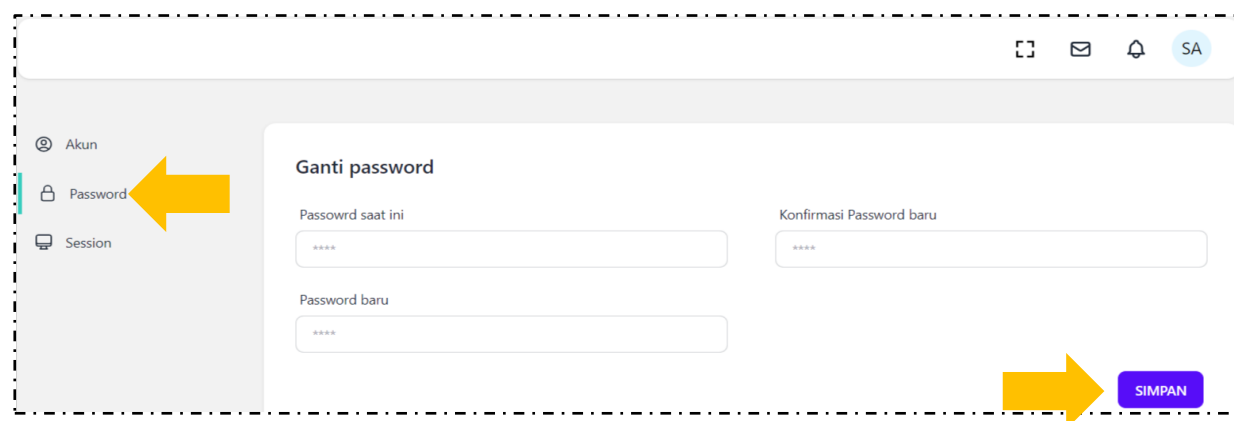 SA
Akun
Password
Session
Ganti password
Passowrd saat ini
****
Konfirmasi Password baru
****
Password baru
****
SIMPAN